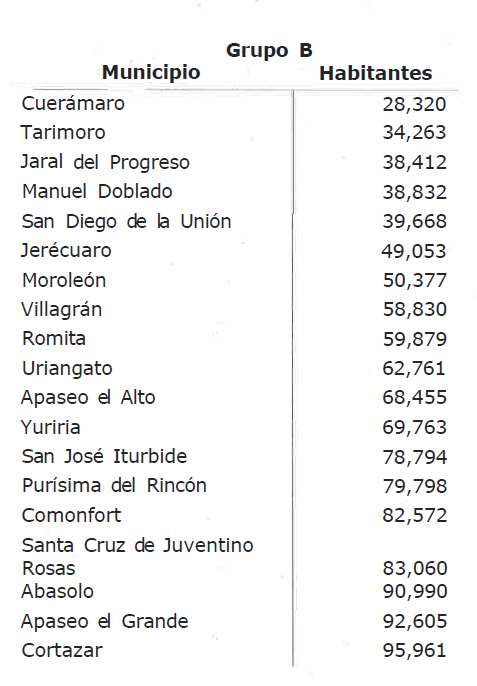 Grupo B
Municipio Habitantes
Cuerámaro 28,320
Tarimoro 34,263
Jaral del Progreso 38,412
Manuel Doblado 38,832
San Diego de la Unión 39,668
Jerécuaro 49,053
Moroleón 50,377
Villagrán 58,830
Romita 59,879
Uriangato 62,761
Apaseo el Alto 68,455
Yuriria 69,763
San José Iturbide 78,794
Purísima del Rincón 79,798
Comonfort 82,572
Santa Cruz de Juventino
Rosas 83,060
Abasolo 90,990
Apaseo el Grande 92,605
Cortazar 95,961